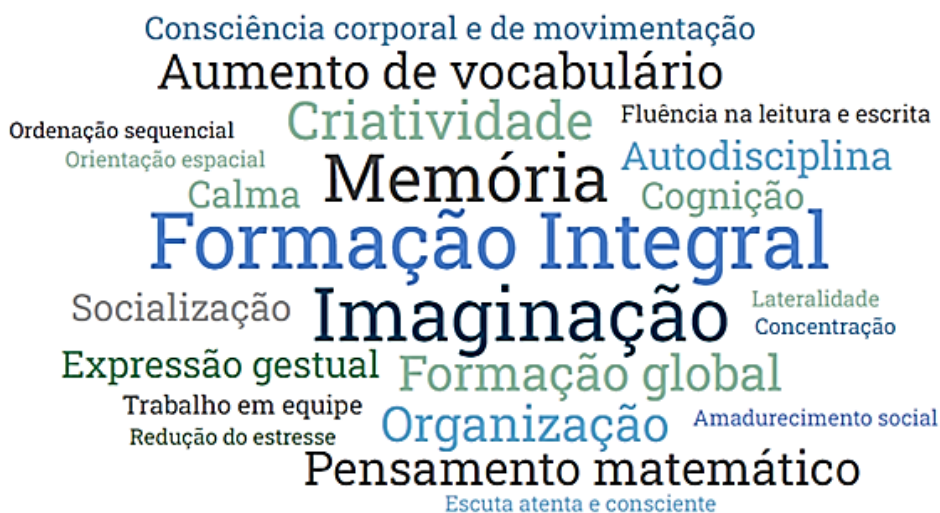 Consciência corporal e de movimentação
Aumento de vocabulário
Criatividade
Fluência na leitura e escrita
Ordenação sequencial
Orientação espacial
Autodisciplina
Calma
Memória
Cognição
Formação Integral
Socialização
Imaginação
Lateralidade
Concentração
Expressão gestual
Formação global
Trabalho em equipe
Organização
Amadurecimento social
Redução do estresse
Pensamento matemático
Escuta atenta e consciente